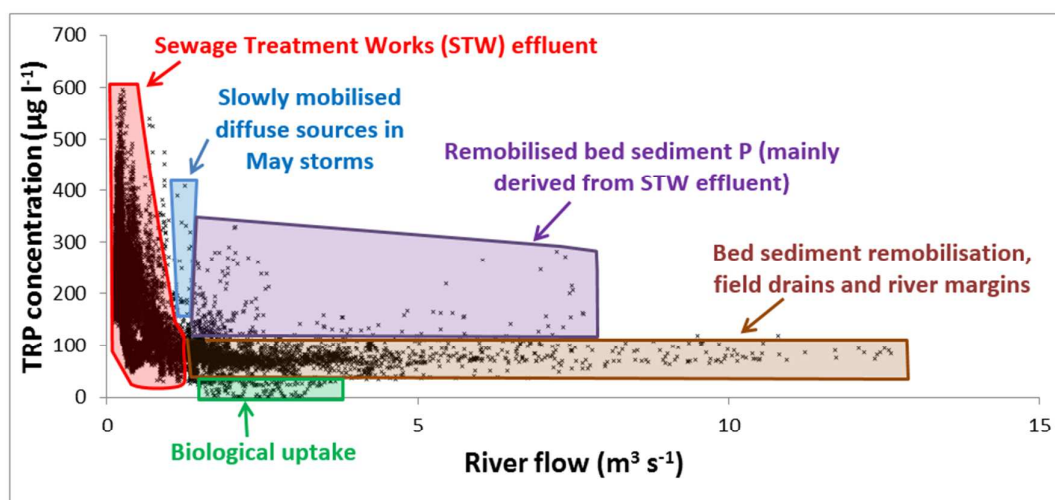 700
Sewage Treatment Works (STW) effluent
600
Slowly mobilised
diffuse sources in
May storms
500
Remobilised bed sediment P (mainly
derived from STW effluent)
400
300
Bed sediment remobilisation,
field drains and river margins
200
100
0
TRP concentration (µg l⁻¹)
0
5
10
15
Biological uptake
River flow (m³ s⁻¹)